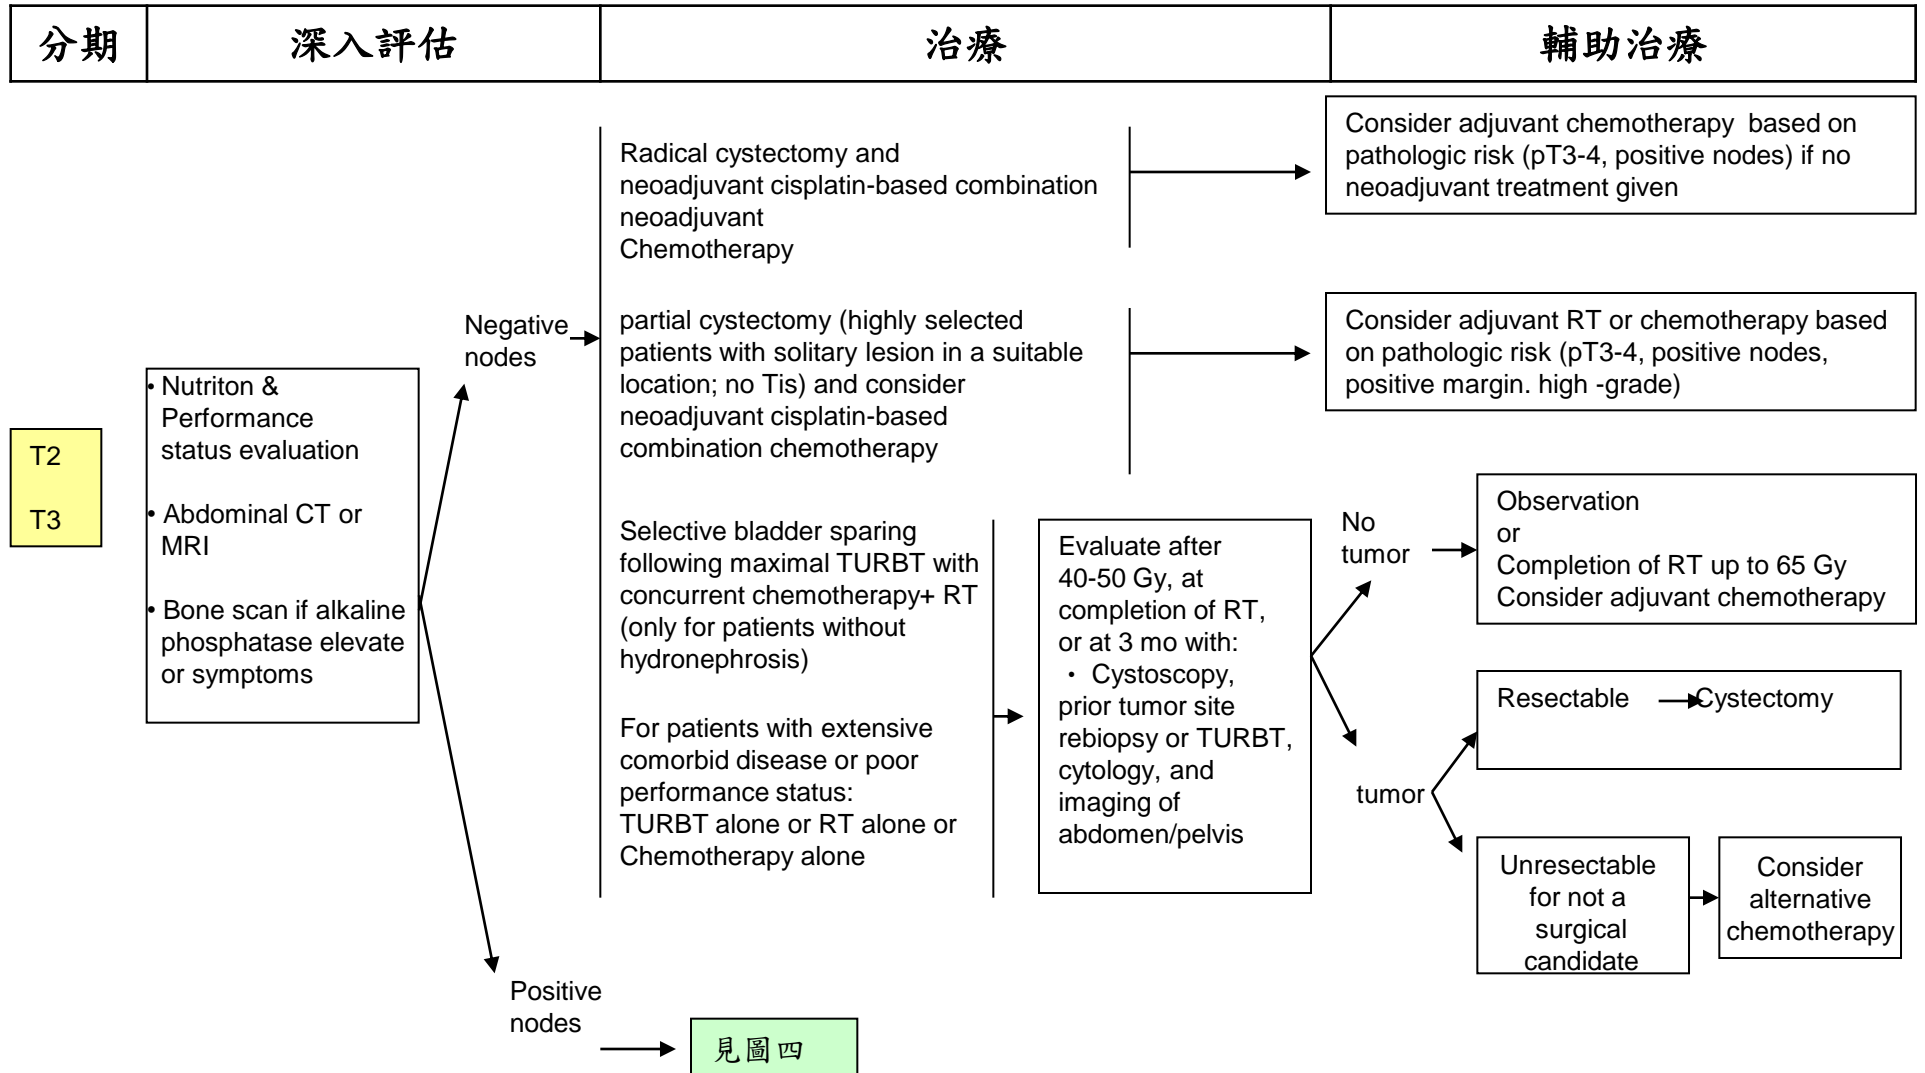 分期
深入評估
治療
輔助治療
T2
T3
• Nutriton &
Performance
status evaluation
• Abdominal CT or
MRI
• Bone scan if alkaline
phosphatase elevate
or symptoms
Negative
nodes
Radical cystectomy and
neoadjuvant cisplatin-based combination
neoadjuvant
Chemotherapy
Consider adjuvant chemotherapy based on
pathologic risk (pT3-4, positive nodes) if no
neoadjuvant treatment given
partial cystectomy (highly selected
patients with solitary lesion in a suitable
location; no Tis) and consider
neoadjuvant cisplatin-based
combination chemotherapy
Consider adjuvant RT or chemotherapy based
on pathologic risk (pT3-4, positive nodes,
positive margin. high -grade)
Selective bladder sparing
following maximal TURBT with
concurrent chemotherapy+ RT
(only for patients without
hydronephrosis)
For patients with extensive
comorbid disease or poor
performance status:
TURBT alone or RT alone or
Chemotherapy alone
Evaluate after
40-50 Gy, at
completion of RT,
or at 3 mo with:
・ Cystoscopy,
prior tumor site
rebiopsy or TURBT,
cytology, and
imaging of
abdomen/pelvis
No
tumor
Observation
or
Completion of RT up to 65 Gy
Consider adjuvant chemotherapy
tumor
Resectable
Cystectomy
Unresectable
for not a
surgical
candidate
Consider
alternative
chemotherapy
Positive
nodes
見圖四